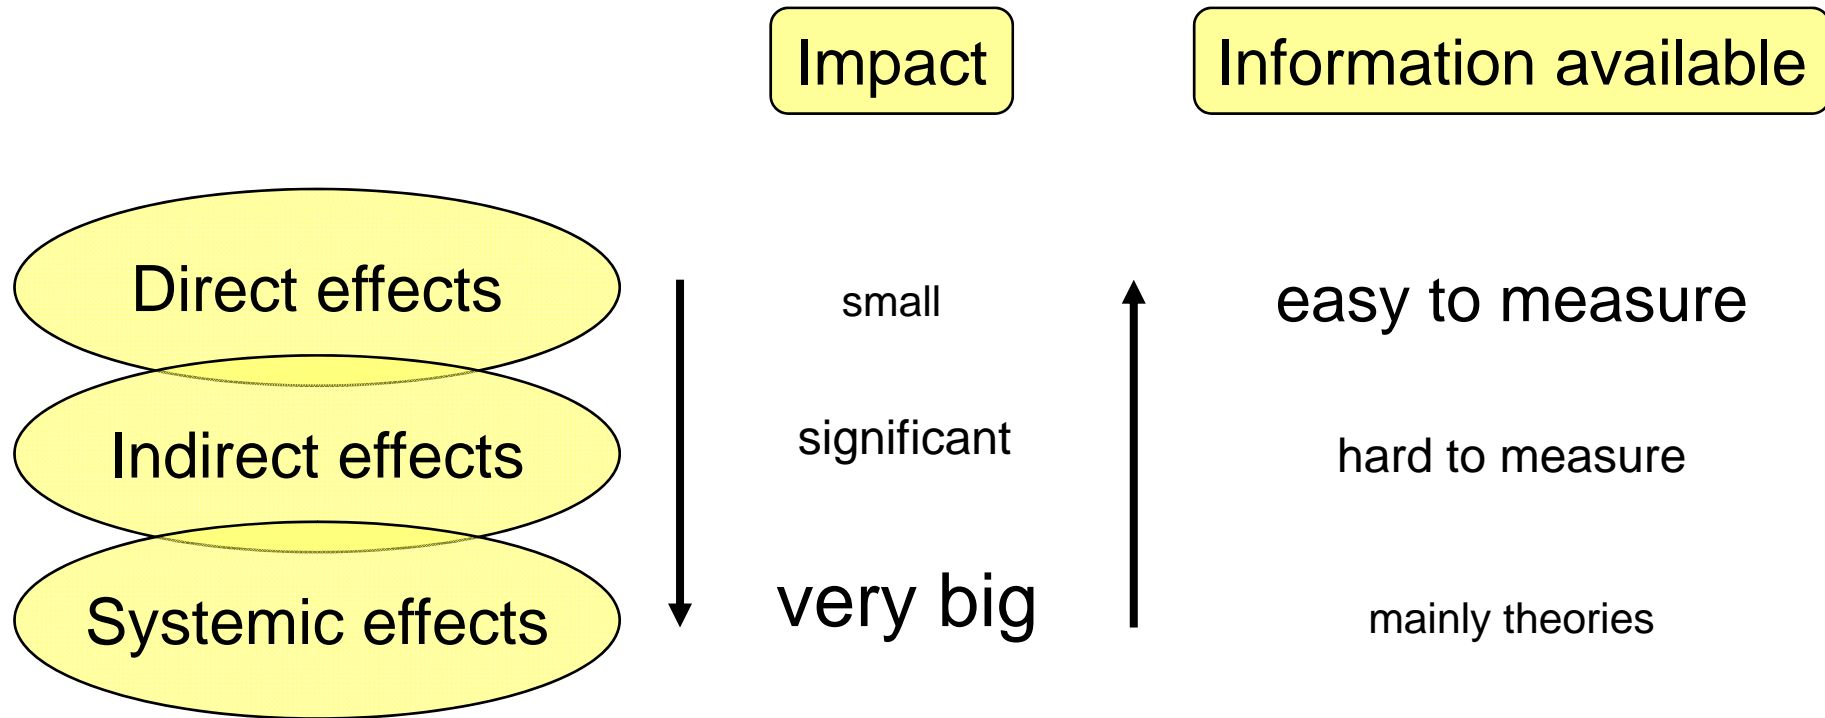 Impact
Information available
Direct effects
small
easy to measure
Indirect effects
significant
hard to measure
Systemic effects
very big
mainly theories